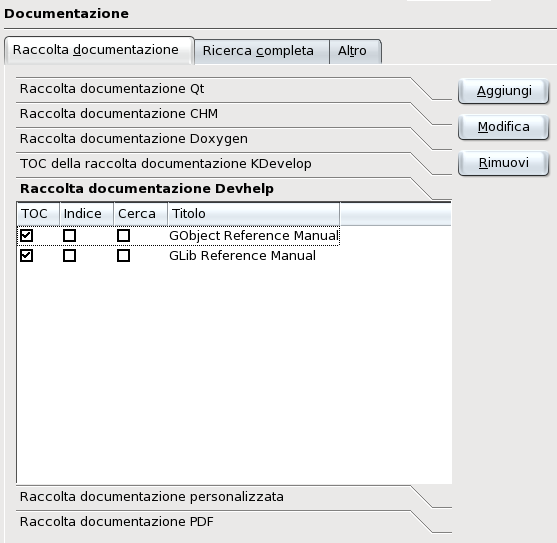 Documentazione
Raccolta documentazione Ricerca completa Altro
Raccolta documentazione Qt
Aggiungi
Raccolta documentazione CHM
Modifica
Raccolta documentazione Doxygen
TOC della raccolta documentazione KDevelop
Rimuovi
Raccolta documentazione Devhelp
TOC Indice Cerca Titolo
GObject Reference Manual
GLib Reference Manual
Raccolta documentazione personalizzata
Raccolta documentazione PDF